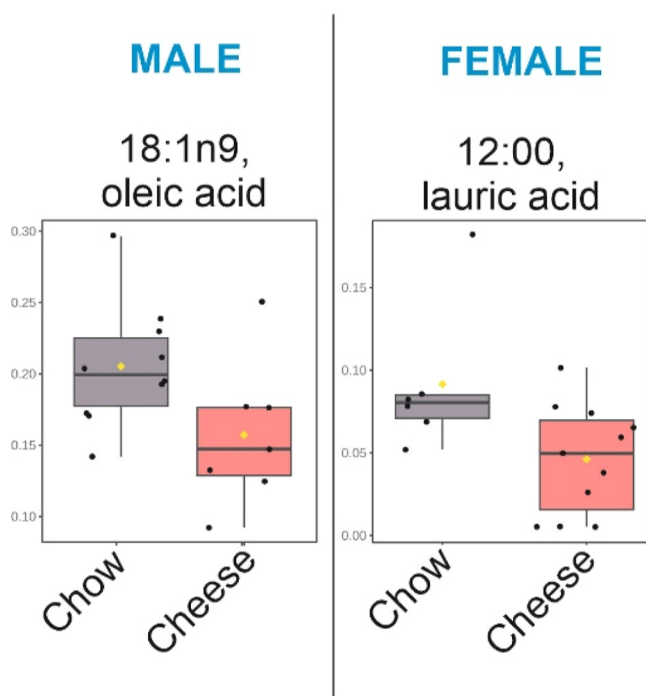 MALE
18:1n9,
oleic acid
0.30
0.25
0.20
0.15
0.10
Chow
Cheese
FEMALE
12:00,
lauric acid
0.15
0.10
0.05
0.00
Chow
Cheese